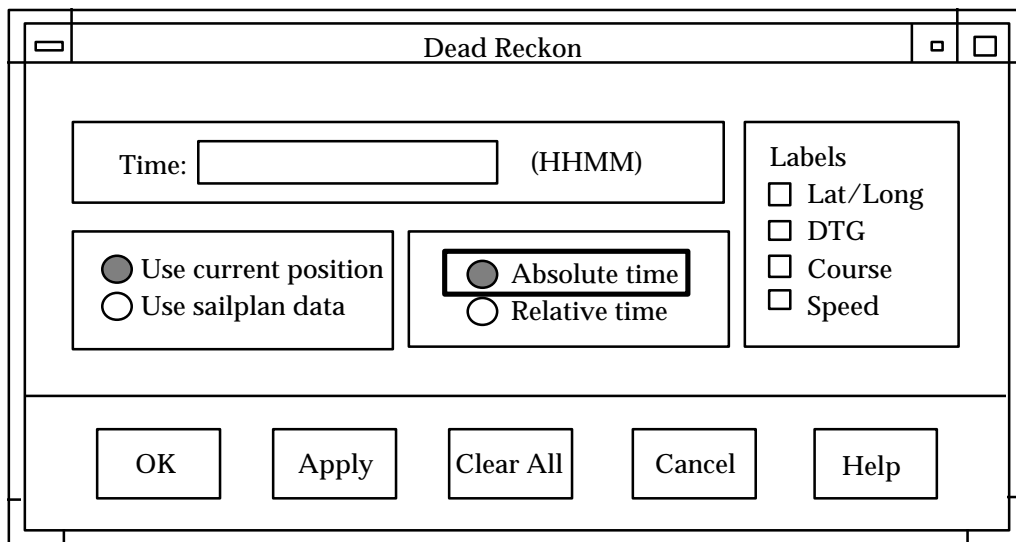 Dead Reckon
Time:
(HHMM)
Use current position
Use sailplan data
Absolute time
Relative time
Labels
Lat/Long
DTG
Course
Speed
OK
Apply
Clear All
Cancel
Help